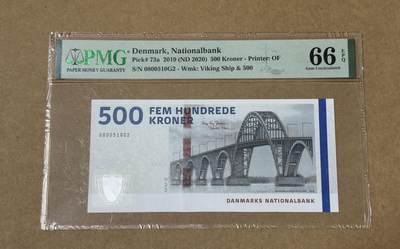 PMG
PAPER MONEY GUARANTY
Denmark, Nationalbank
Pick# 73a 2019 (ND 2020) 500 Kroner - Printer: OF
S/N 0800510G2 - Wmk: Viking Ship & 500
66 EPQ
Gem Uncirculated
500 FEM HUNDREDE
KRONER
DANMARKS NATIONALBANK